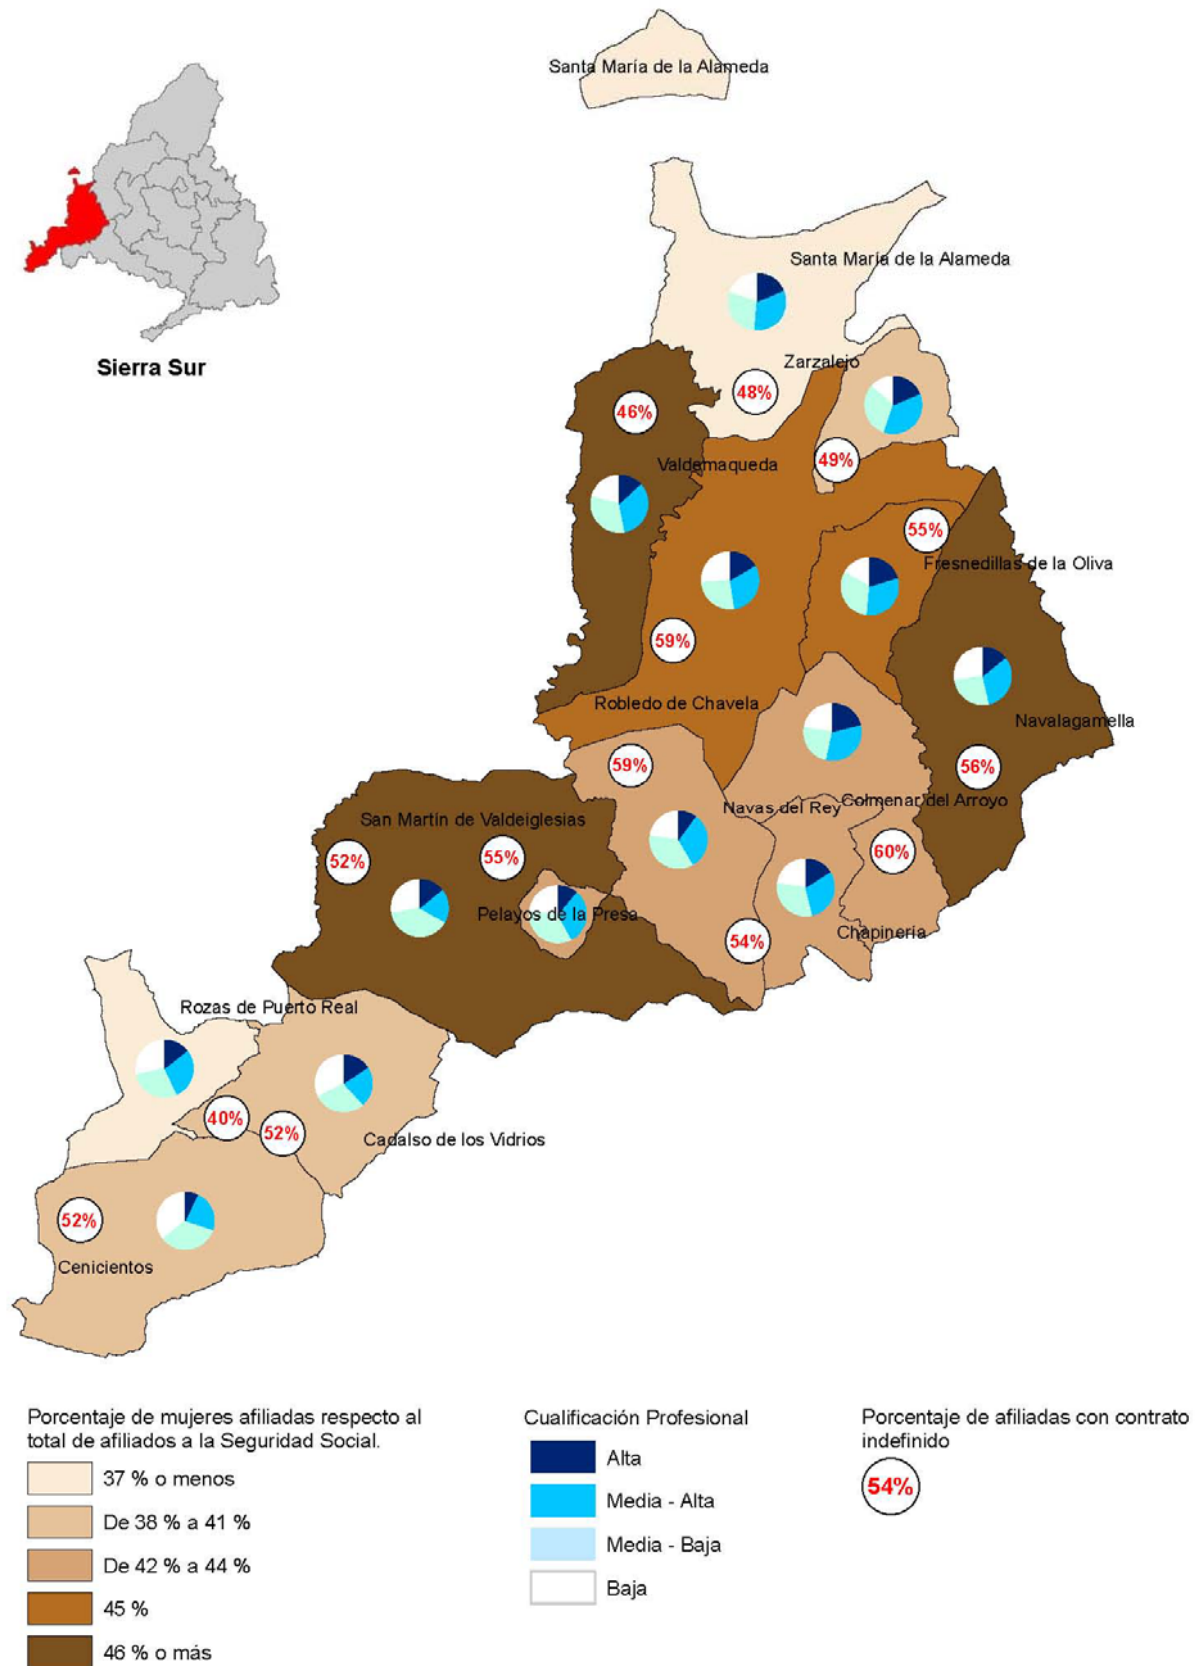 Santa María de la Alameda
Sierra Sur
Santa María de la Alameda
Zarzalejo
48%
46%
Valdemaqueda
49%
55%
Fresnedillas de la Oliva
59%
Robledo de Chavela
Navalagamella
59%
56%
Navas del Rey
Colmenar del Arroyo
San Martín de Valdeiglesias
52%
55%
60%
Pelayos de la Presa
54%
Chapinería
Rozas de Puerto Real
40%
52%
Cadalso de los Vidrios
52%
Cenicientos
Porcentaje de mujeres afiliadas respecto al
total de afiliados a la Seguridad Social.
37 % o menos
De 38 % a 41 %
De 42 % a 44 %
45 %
46 % o más
Cualificación Profesional
Alta
Media - Alta
Media - Baja
Baja
Porcentaje de afiliadas con contrato
indefinido
54%